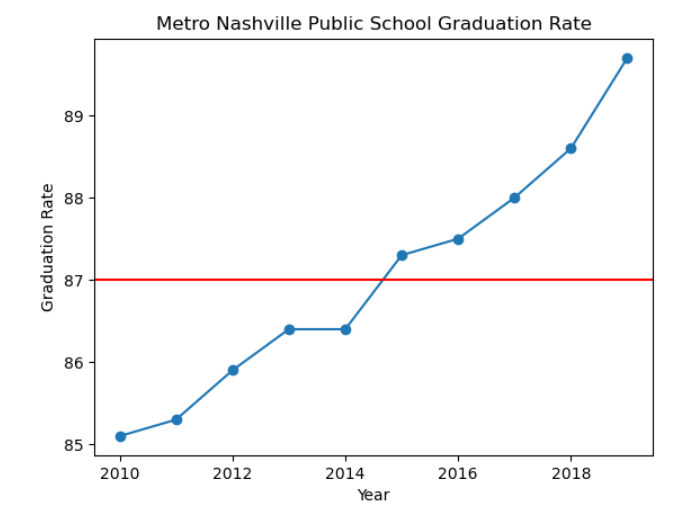 Metro Nashville Public School Graduation Rate
89
88
87
86
85
Graduation Rate
2010 2012 2014 2016 2018
Year